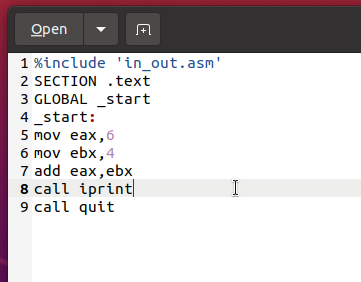 Open
1 %include 'in_out.asm'
2 SECTION .text
3 GLOBAL _start
4 _start:
5 mov eax,6
6 mov ebx,4
7 add eax,ebx
8 call iprint
9 call quit